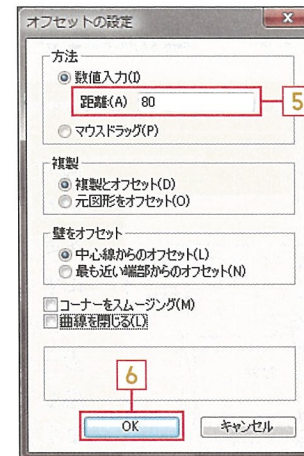 オフセットの設定
方法
数値入力(I)
距離(A) 80
5
マウスドラッグ(P)
複製
複製とオフセット(D)
元図形をオフセット(O)
壁をオフセット
中心線からのオフセット(L)
最も近い端部からのオフセット(N)
コーナーをスムージング(M)
曲線を閉じる(L)
6
OK キャンセル